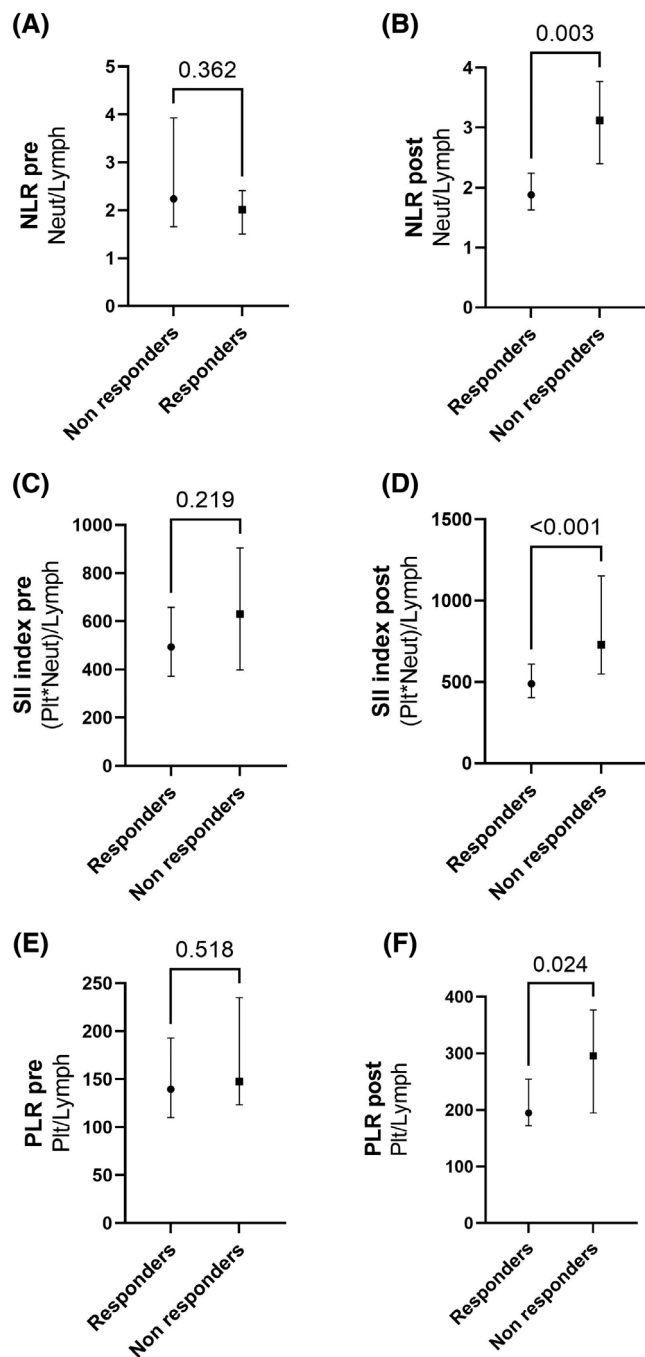 (A)
0.362
5
4
3
2
1
0
NLR pre
Neut/Lymph
Non responders
Responders
(B)
0.003
4
3
2
1
0
NLR post
Neut/Lymph
Responders
Non responders
(C)
0.219
1000
800
600
400
200
0
SII index pre
(Plt*Neut)/Lymph
Responders
Non responders
(D)
<0.001
1500
1000
500
0
SII index post
(Plt*Neut)/Lymph
Responders
Non responders
(E)
0.518
250
200
150
100
50
0
PLR pre
Plt/Lymph
Responders
Non responders
(F)
0.024
400
300
200
100
0
PLR post
Plt/Lymph
Responders
Non responders